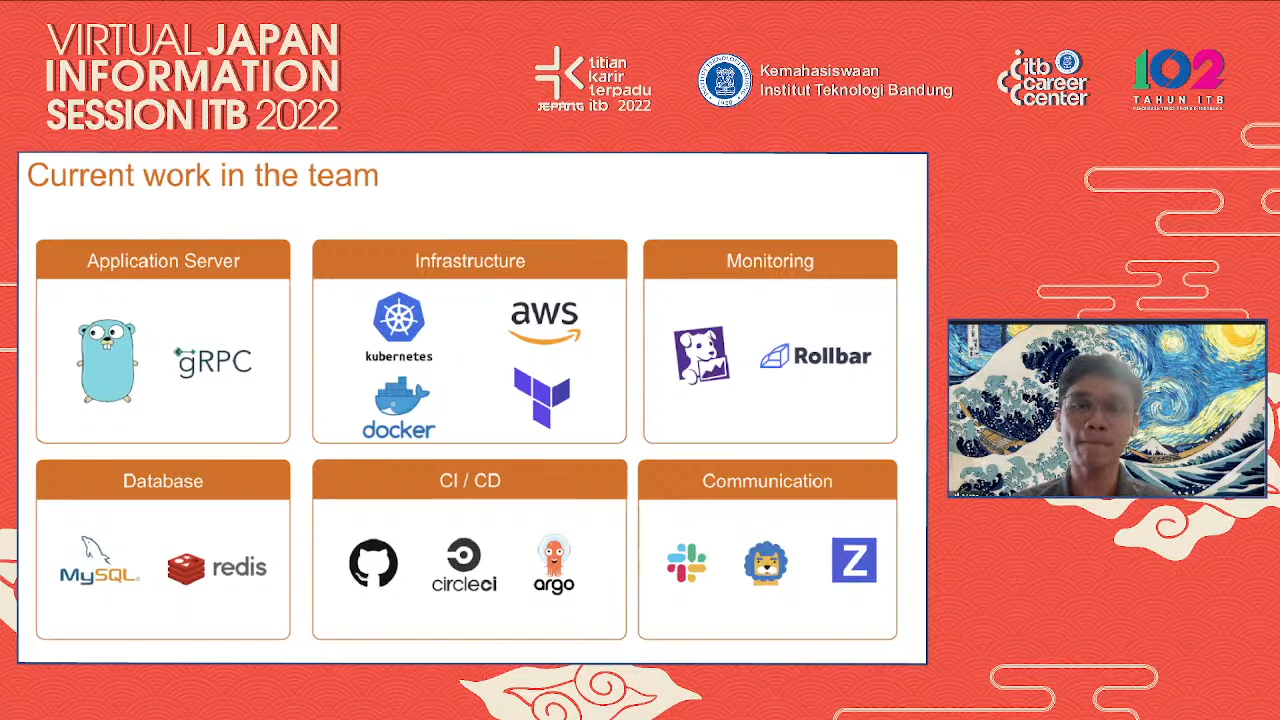 VIRTUAL JAPAN
INFORMATION
SESSION ITB 2022
titian
karir
terpadu
JEPANG itb 2022
Kemahasiswaan
Institut Teknologi Bandung
itb
career
center
102
TAHUN ITB
Current work in the team
Application Server
Infrastructure
Monitoring
gRPC
kubernetes
aws
docker
Rollbar
Database
CI / CD
Communication
MySQL
redis
circleci
argo
Z